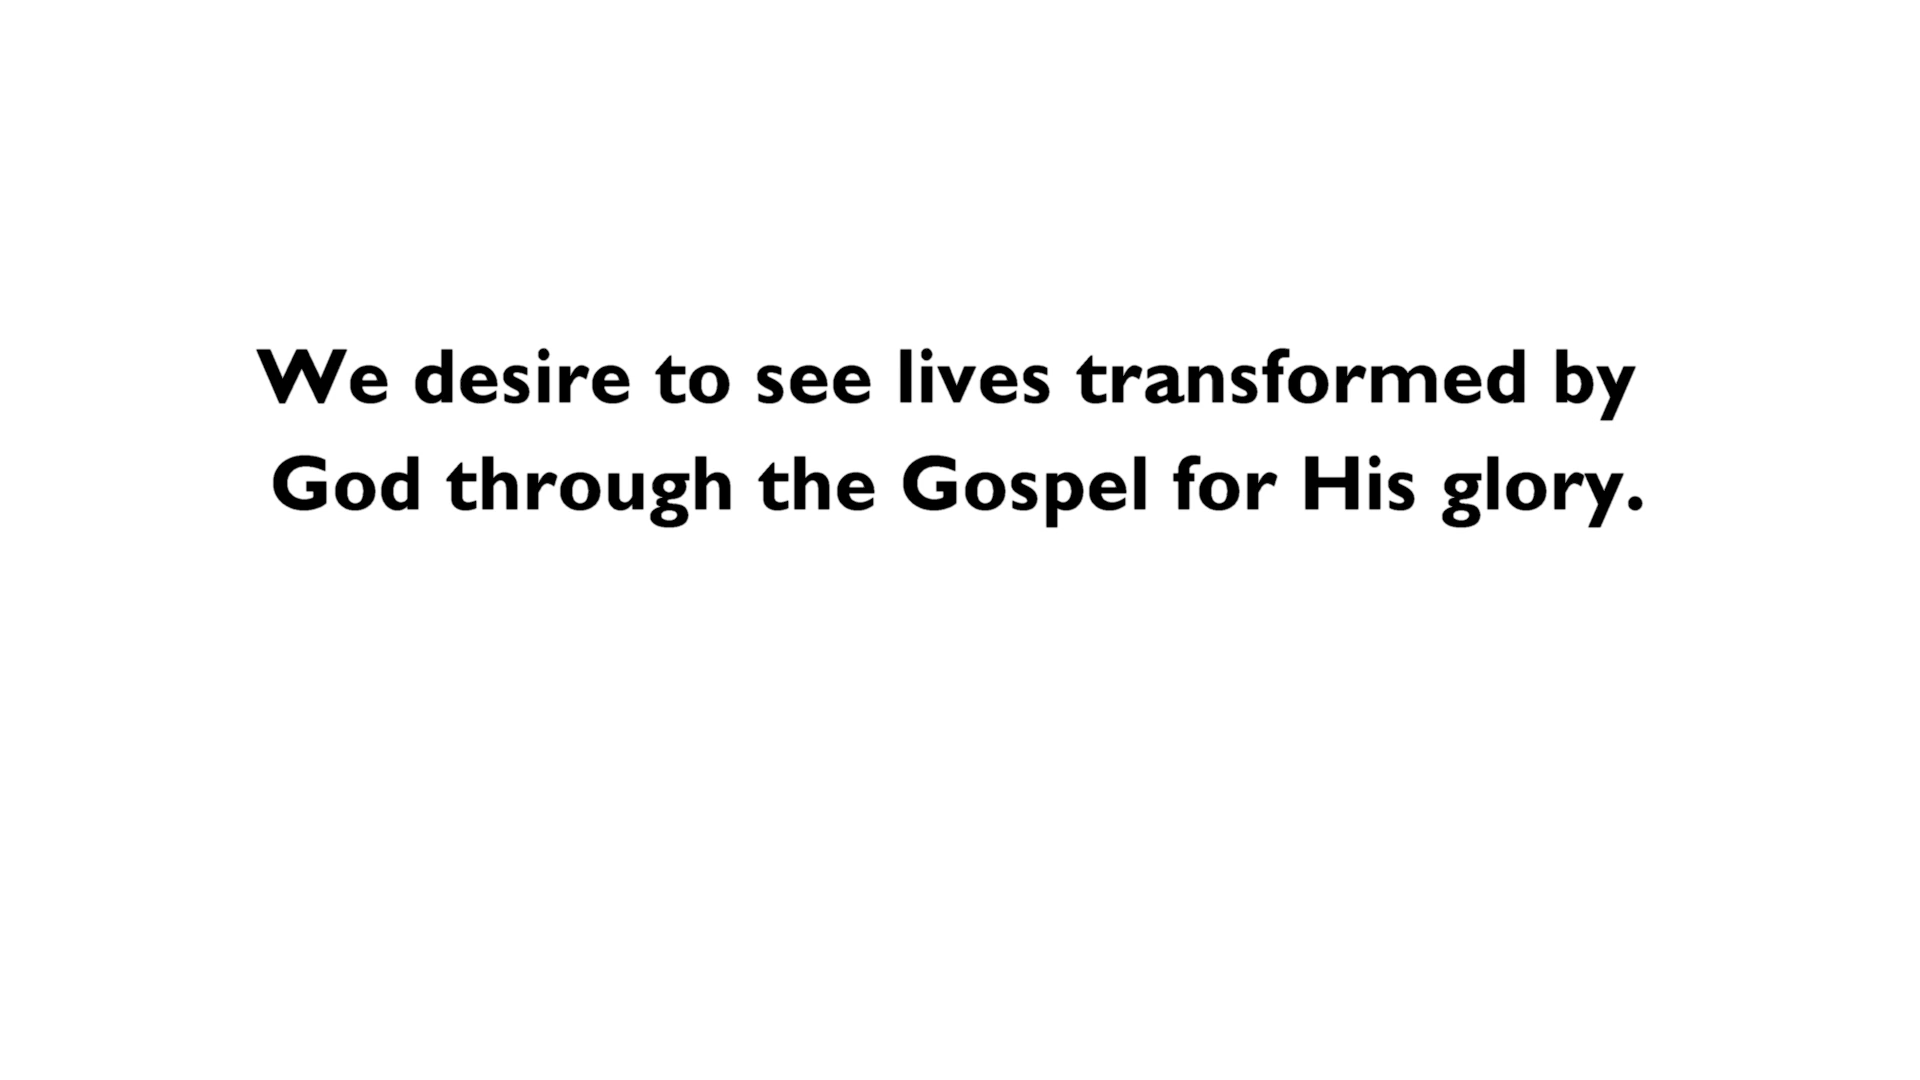 We desire to see lives transformed by
God through the Gospel for His glory.